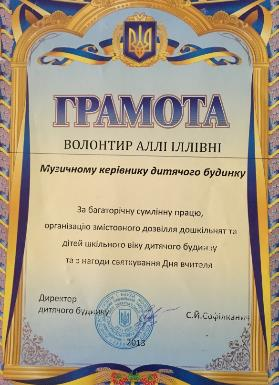 ГРАМОТА
ВОЛОНТИР АЛЛІ ІЛЛІВНІ
Музичному керівнику дитячого будинку
За багаторічну сумлінну працю,
організацію змістовного дозвілля дошкільнят та
дітей шкільного віку дитячого будинку
та з нагоди святкування Дня вчителя
Директор
дитячого будинку
С.Й.Софілканич
2013